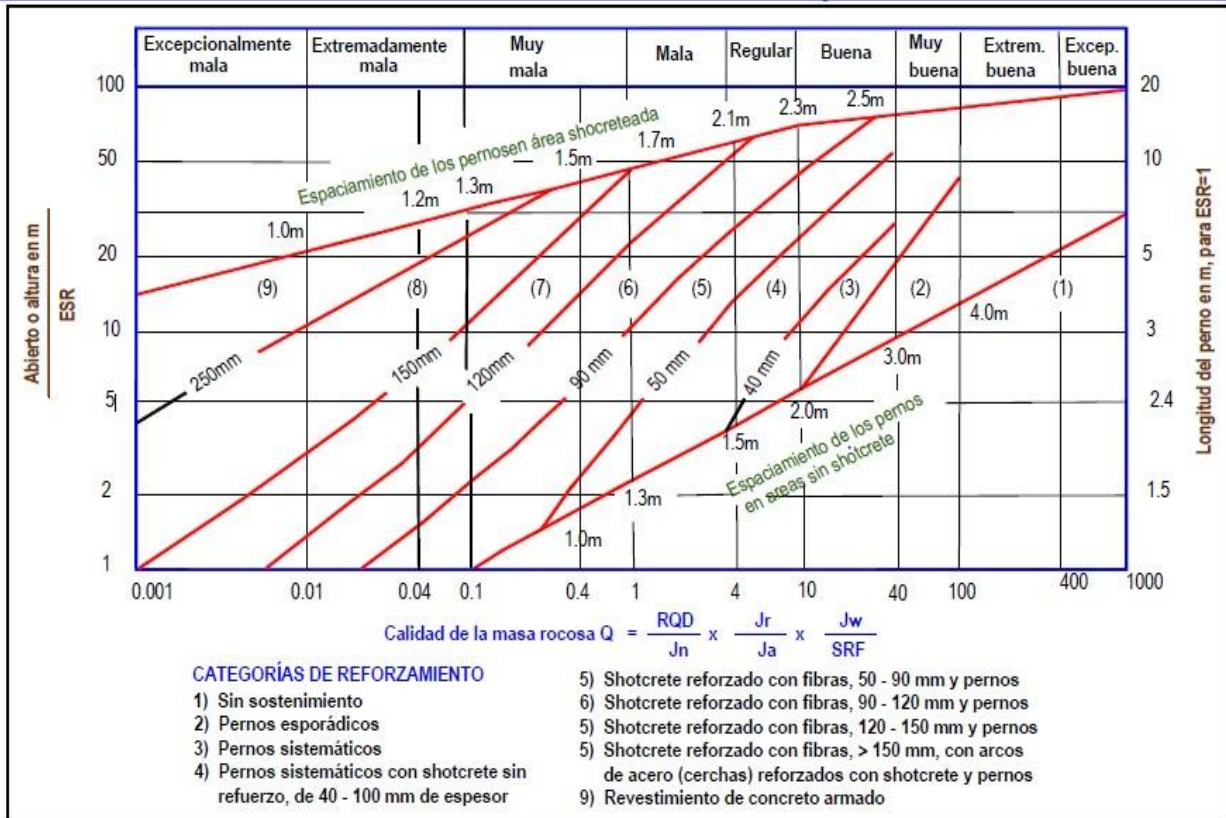 Excepcionalmente
mala
Extremadamente
mala
Muy
mala
Mala
Regular
Buena
Muy
buena
Extrem.
buena
Excep.
buena
100
50
20
10
5
2
1
Abierto o altura en m
ESR
20
10
5
3
2.4
1.5
Longitud del perno en m, para ESR=1
Espaciamiento de los pernosen área shocreteada
1.0m
1.2m
1.3m
1.5m
1.7m
2.1m
2.3m
2.5m
(9)
(8)
(7)
(6)
(5)
(4)
(3)
(2)
(1)
250mm
150mm
120mm
90 mm
50 mm
40 mm
1.0m
1.3m
1.5m
2.0m
3.0m
4.0m
Espaciamiento de los pernos
en areas sin shotcrete
0.001
0.01
0.04
0.1
0.4
1
4
10
40
100
400
1000
Calidad de la masa rocosa Q = RQD/Jn x Jr/Ja x Jw/SRF
CATEGORÍAS DE REFORZAMIENTO
1) Sin sostenimiento
2) Pernos esporádicos
3) Pernos sistemáticos
4) Pernos sistemáticos con shotcrete sin
refuerzo, de 40 - 100 mm de espesor
5) Shotcrete reforzado con fibras, 50 - 90 mm y pernos
6) Shotcrete reforzado con fibras, 90 - 120 mm y pernos
5) Shotcrete reforzado con fibras, 120 - 150 mm y pernos
5) Shotcrete reforzado con fibras, > 150 mm, con arcos
de acero (cerchas) reforzados con shotcrete y pernos
9) Revestimiento de concreto armado